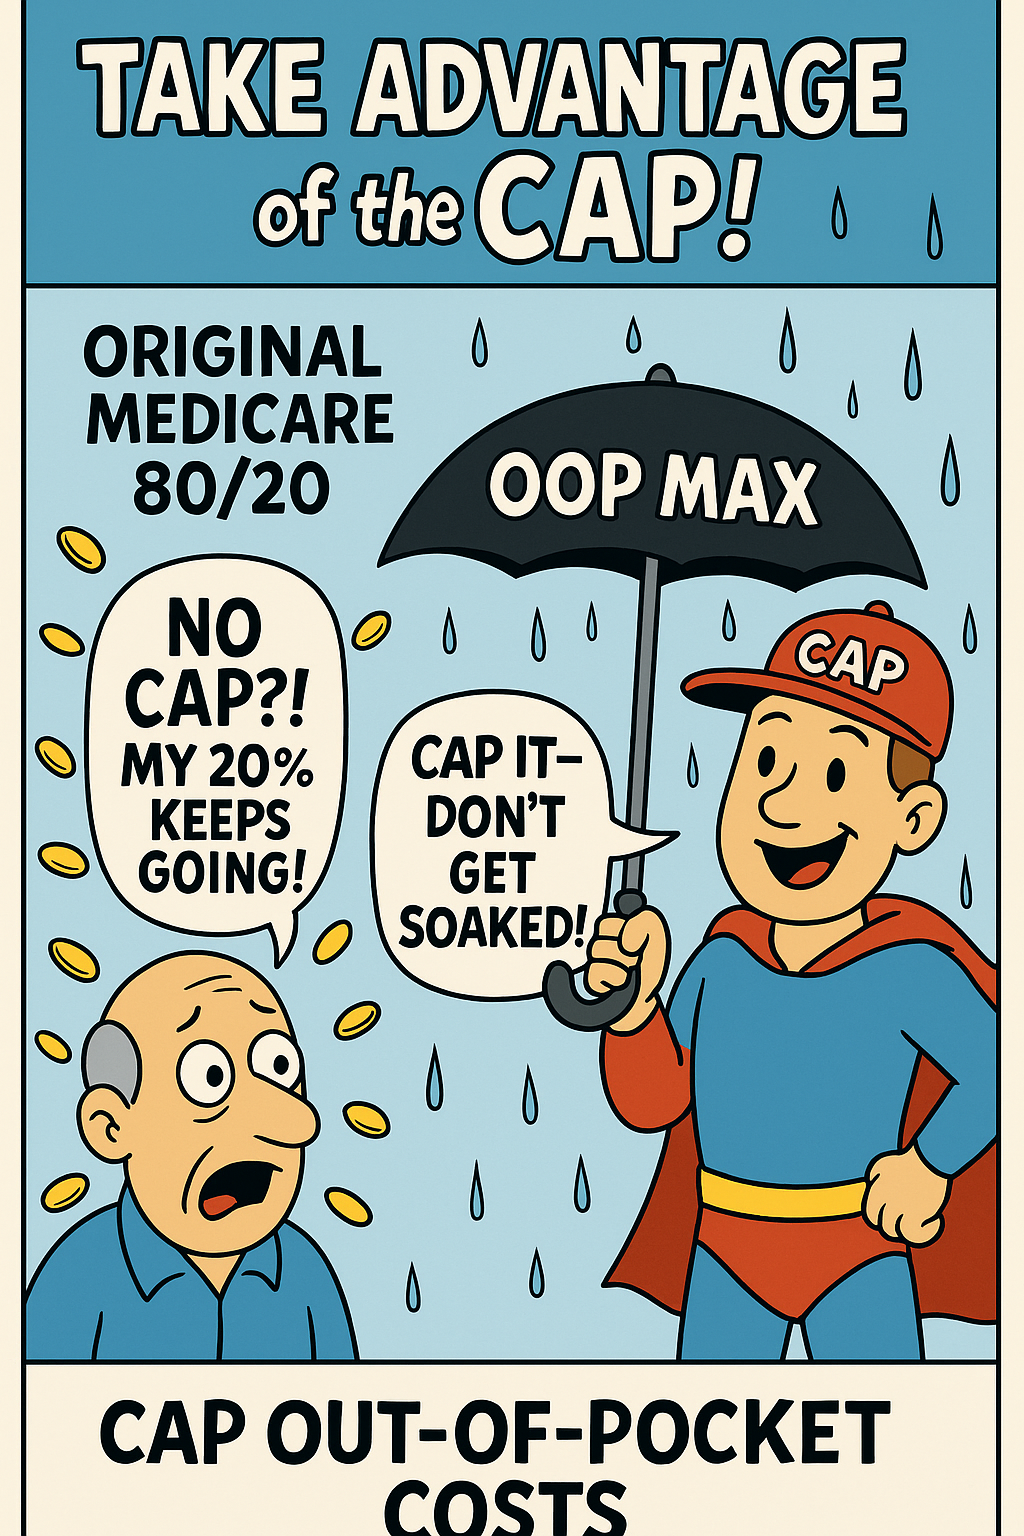 TAKE ADVANTAGE
of the CAP!
ORIGINAL
MEDICARE
80/20
OOP MAX
NO
CAP?!
MY 20%
KEEPS
GOING!
CAP IT–
DON'T
GET
SOAKED!
CAP
CAP OUT-OF-POCKET
COSTS